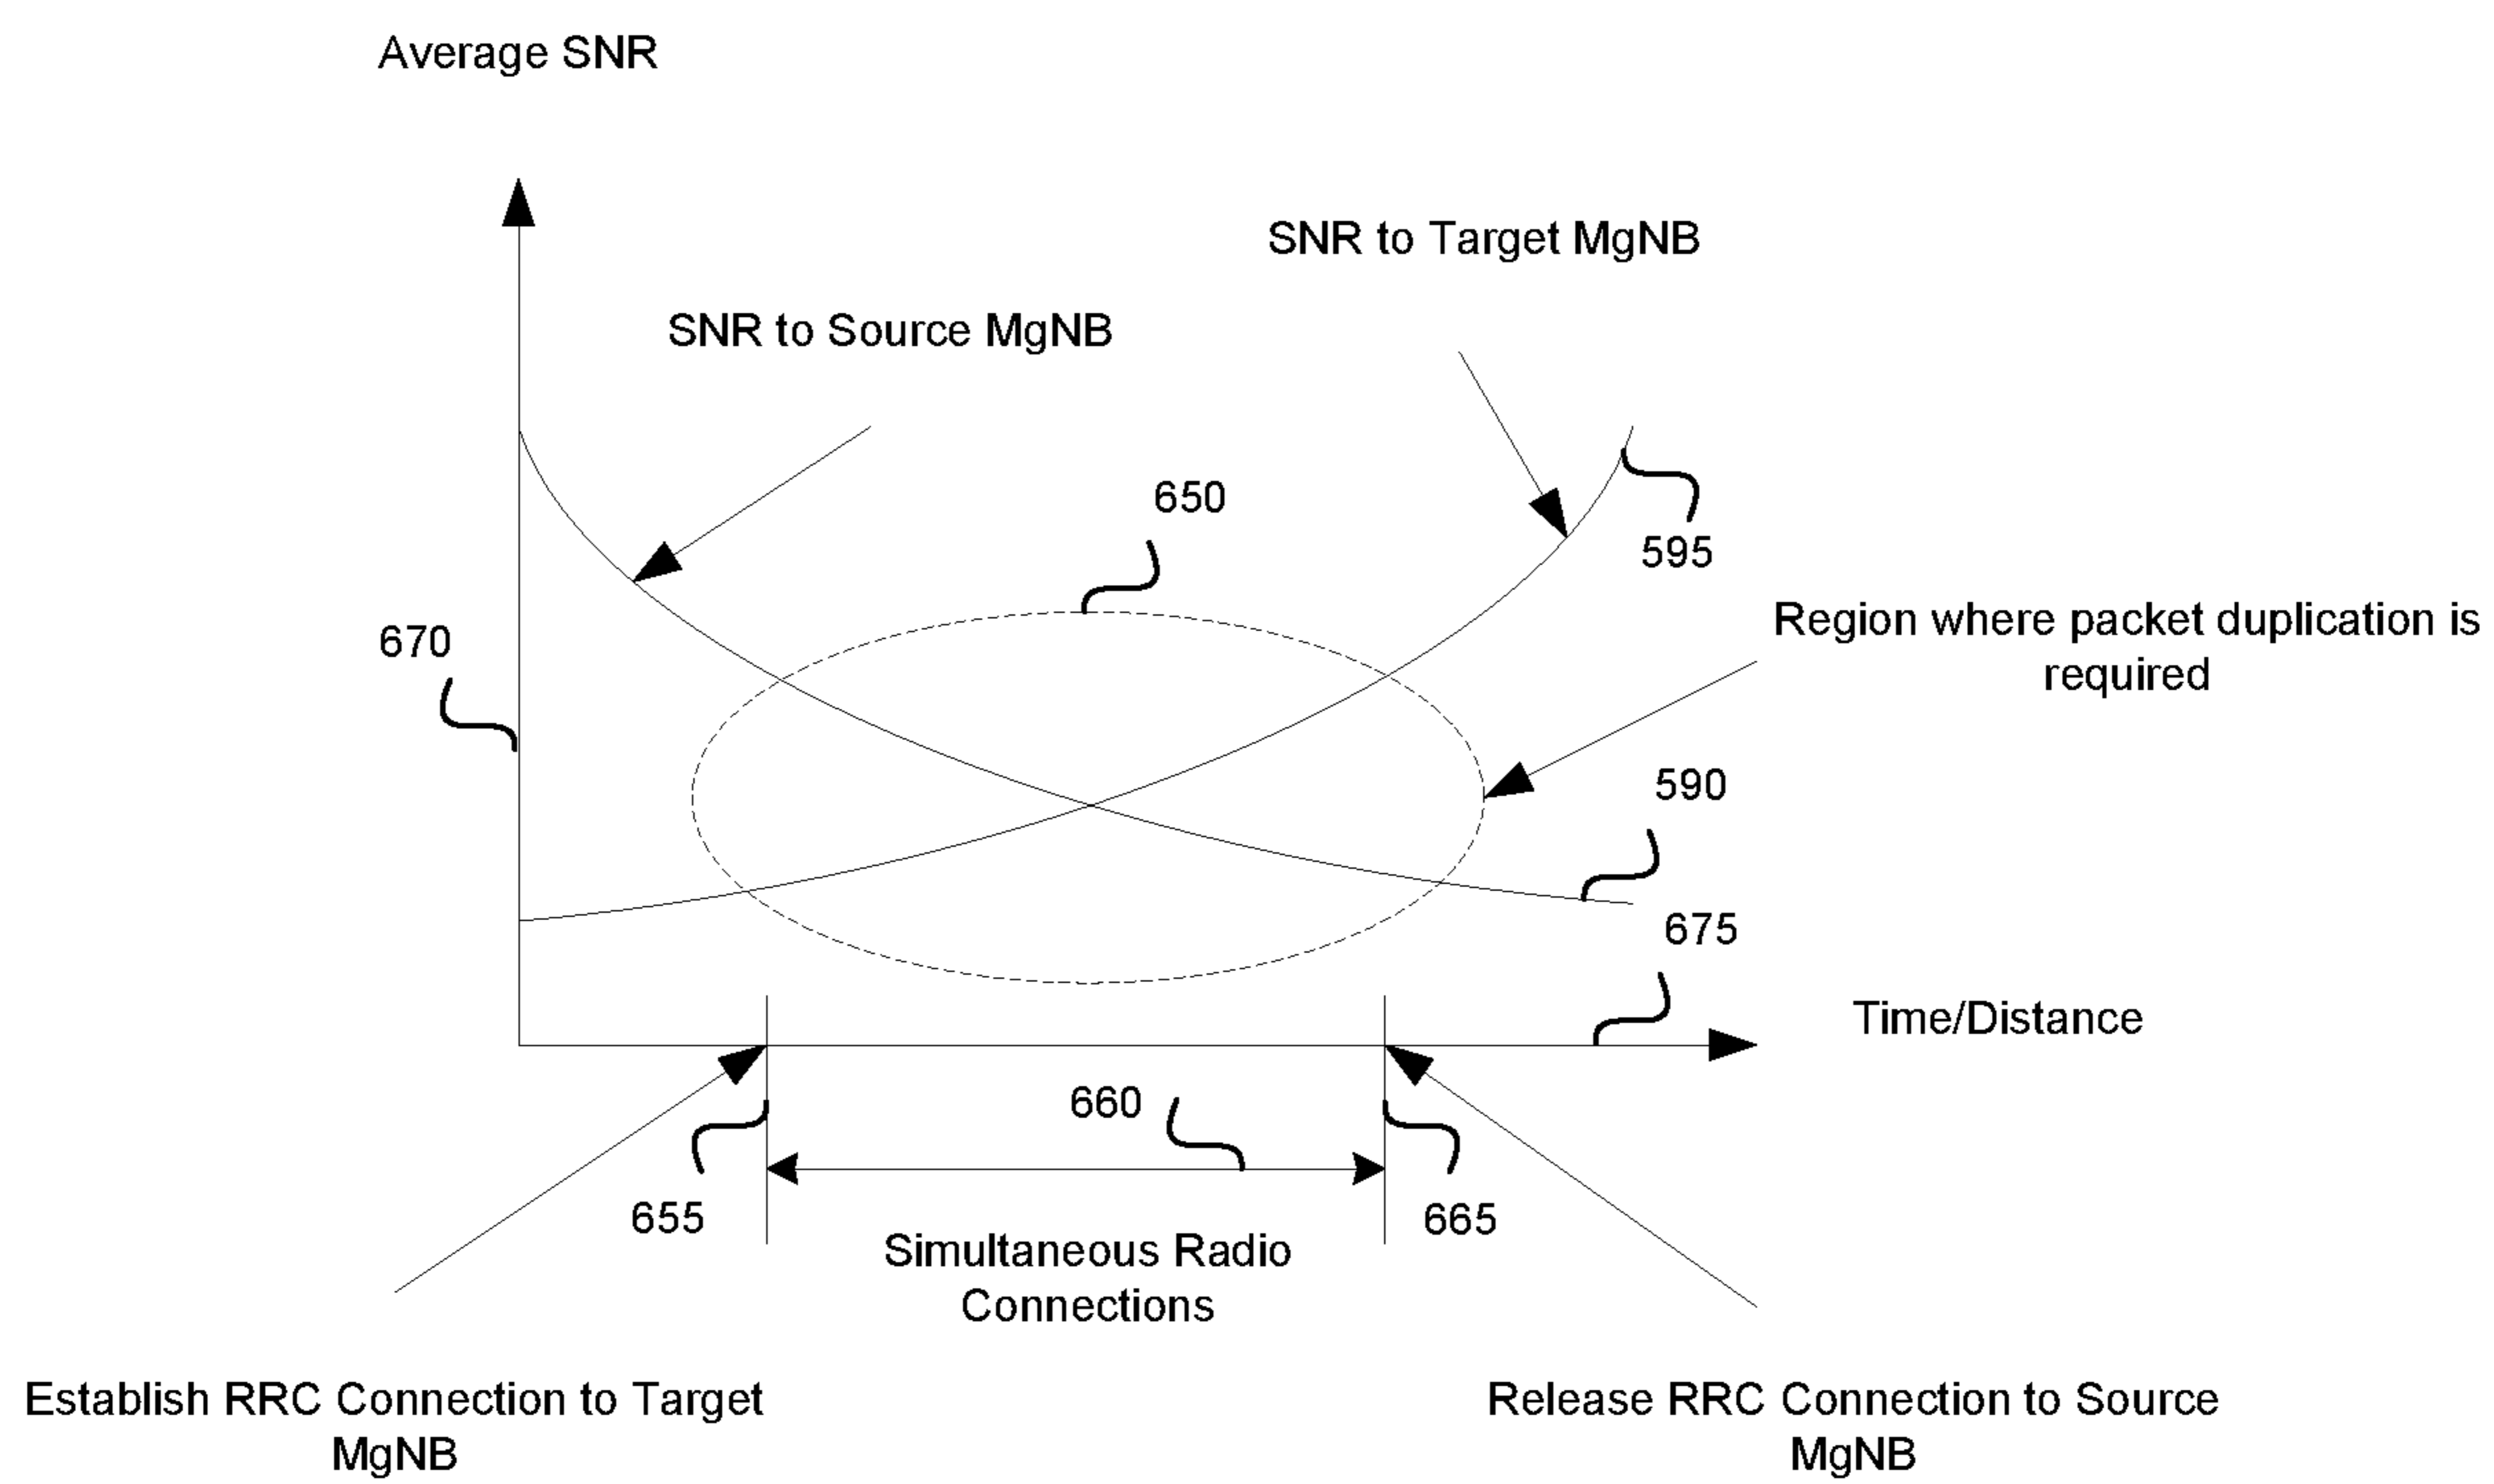 Average SNR
SNR to Target MgNB
SNR to Source MgNB
650
595
Region where packet duplication is
required
670
590
675
Time/Distance
660
655
665
Simultaneous Radio
Connections
Establish RRC Connection to Target
MgNB
Release RRC Connection to Source
MgNB